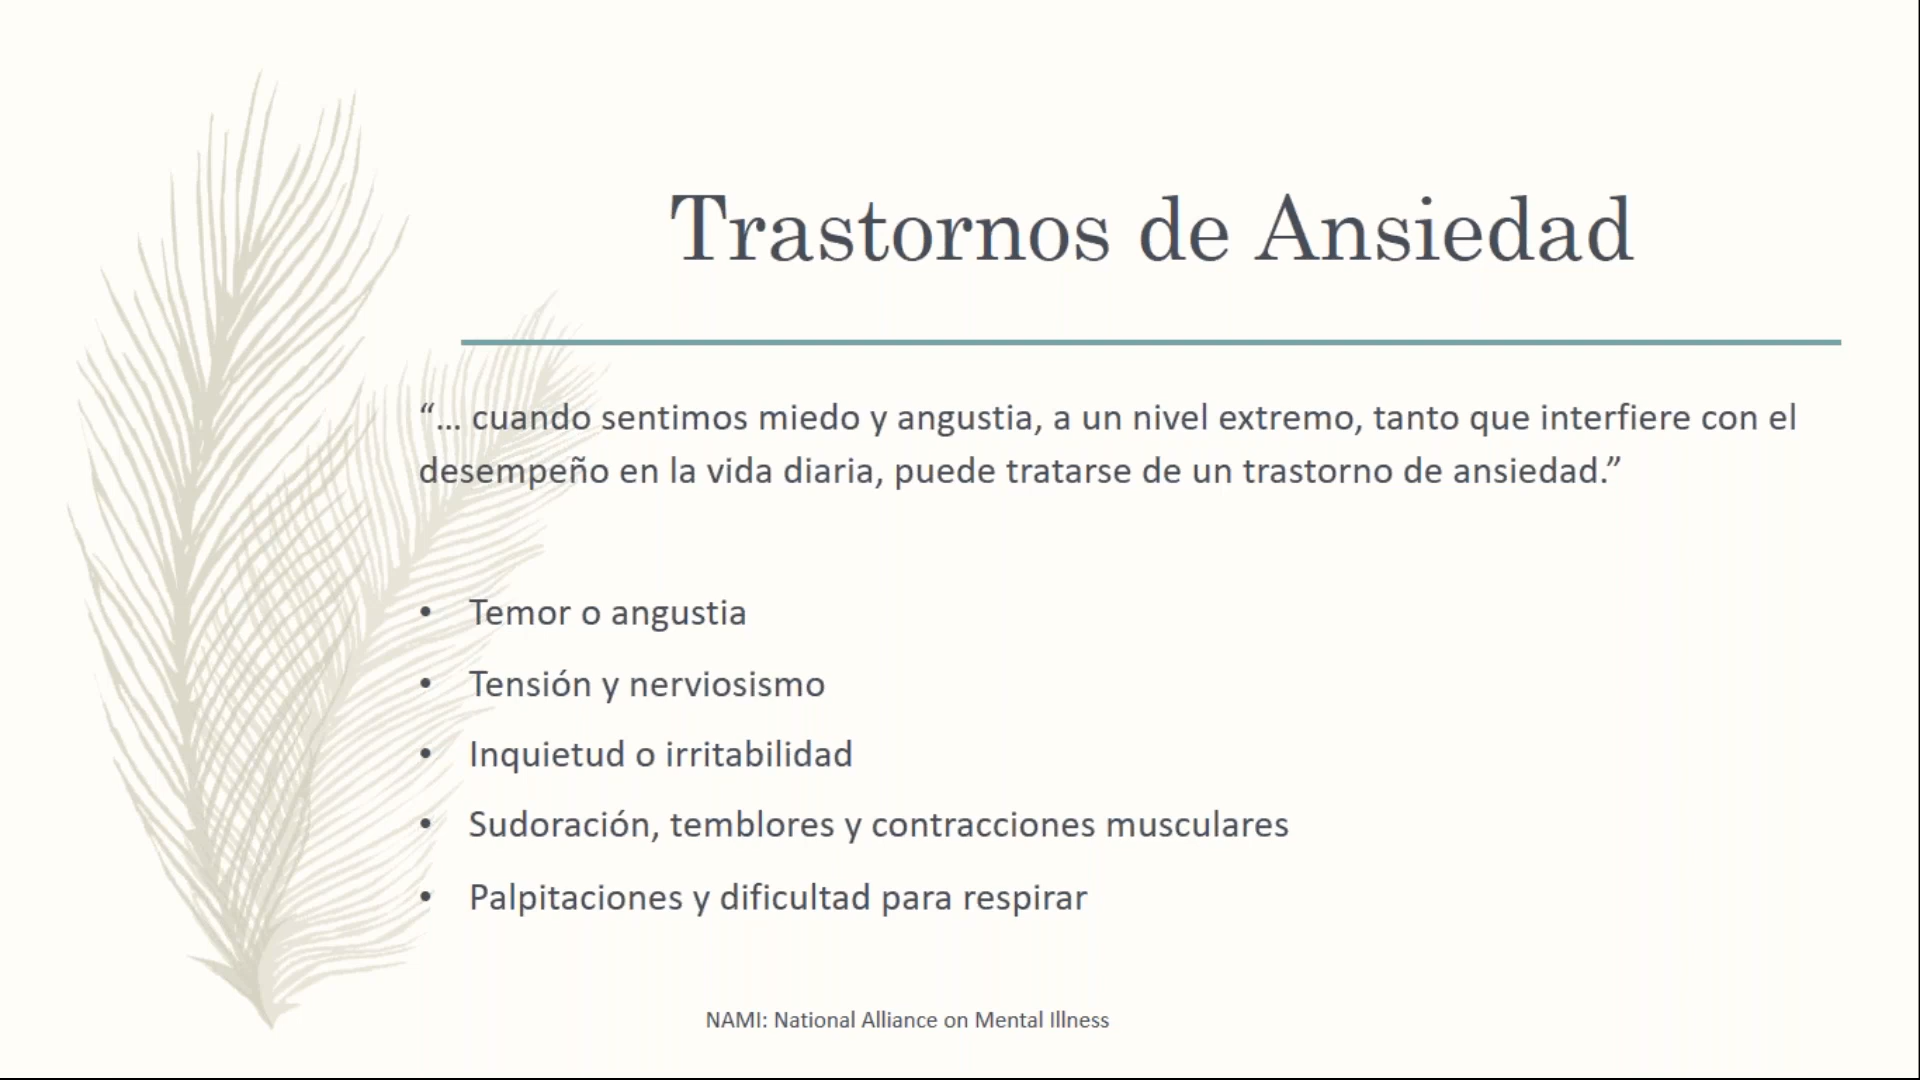 Trastornos de Ansiedad
“... cuando sentimos miedo y angustia, a un nivel extremo, tanto que interfiere con el
desempeño en la vida diaria, puede tratarse de un trastorno de ansiedad.”
• Temor o angustia
• Tensión y nerviosismo
• Inquietud o irritabilidad
• Sudoración, temblores y contracciones musculares
• Palpitaciones y dificultad para respirar
NAMI: National Alliance on Mental Illness